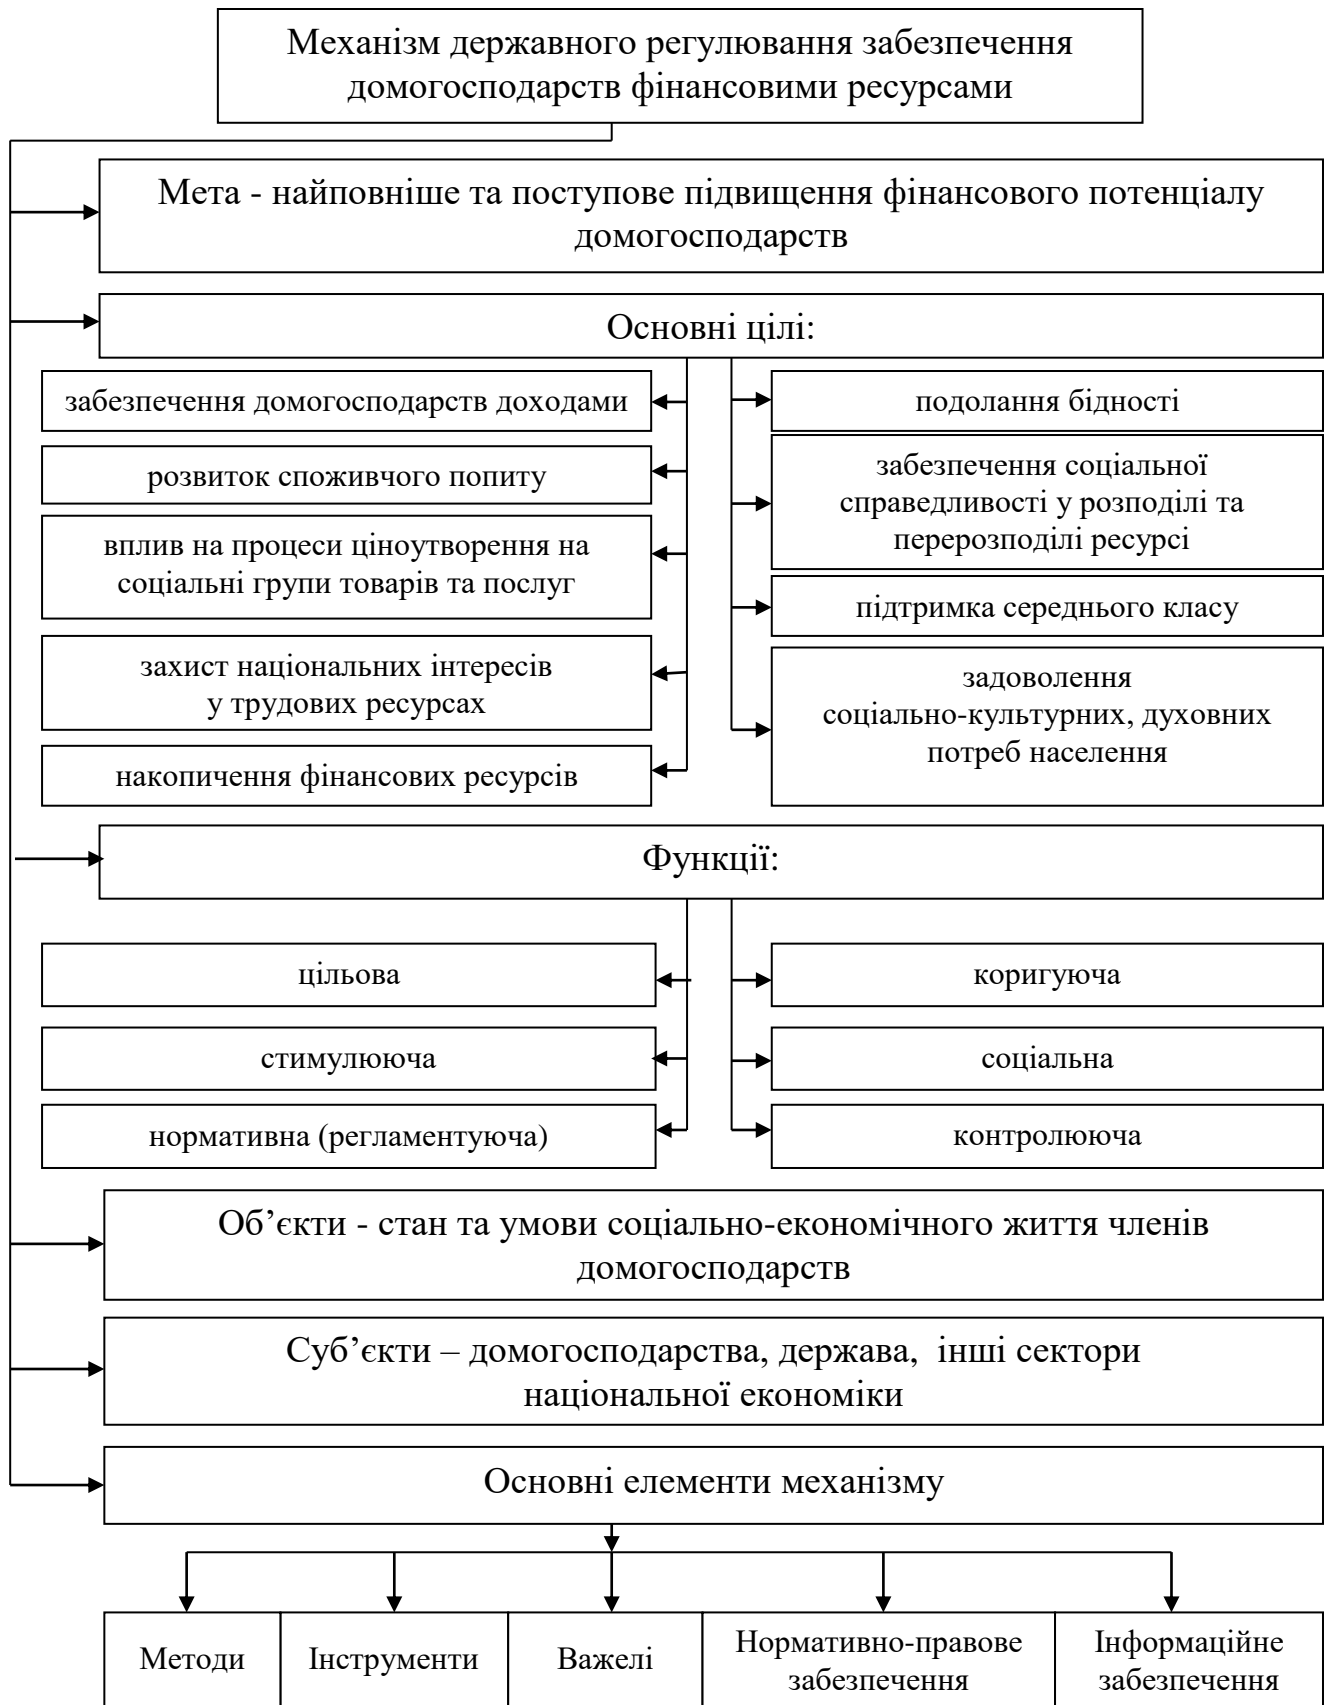 Механізм державного регулювання забезпечення
домогосподарств фінансовими ресурсами
Мета - найповніше та поступове підвищення фінансового потенціалу
домогосподарств
Основні цілі:
забезпечення домогосподарств доходами
розвиток споживчого попиту
вплив на процеси ціноутворення на
соціальні групи товарів та послуг
захист національних інтересів
у трудових ресурсах
накопичення фінансових ресурсів
подолання бідності
забезпечення соціальної
справедливості у розподілі та
перерозподілі ресурсі
підтримка середнього класу
задоволення
соціально-культурних, духовних
потреб населення
Функції:
цільова
стимулююча
нормативна (регламентуюча)
коригуюча
соціальна
контролююча
Об’єкти - стан та умови соціально-економічного життя членів
домогосподарств
Суб’єкти – домогосподарства, держава, інші сектори
національної економіки
Основні елементи механізму
Методи
Інструменти
Важелі
Нормативно-правове
забезпечення
Інформаційне
забезпечення